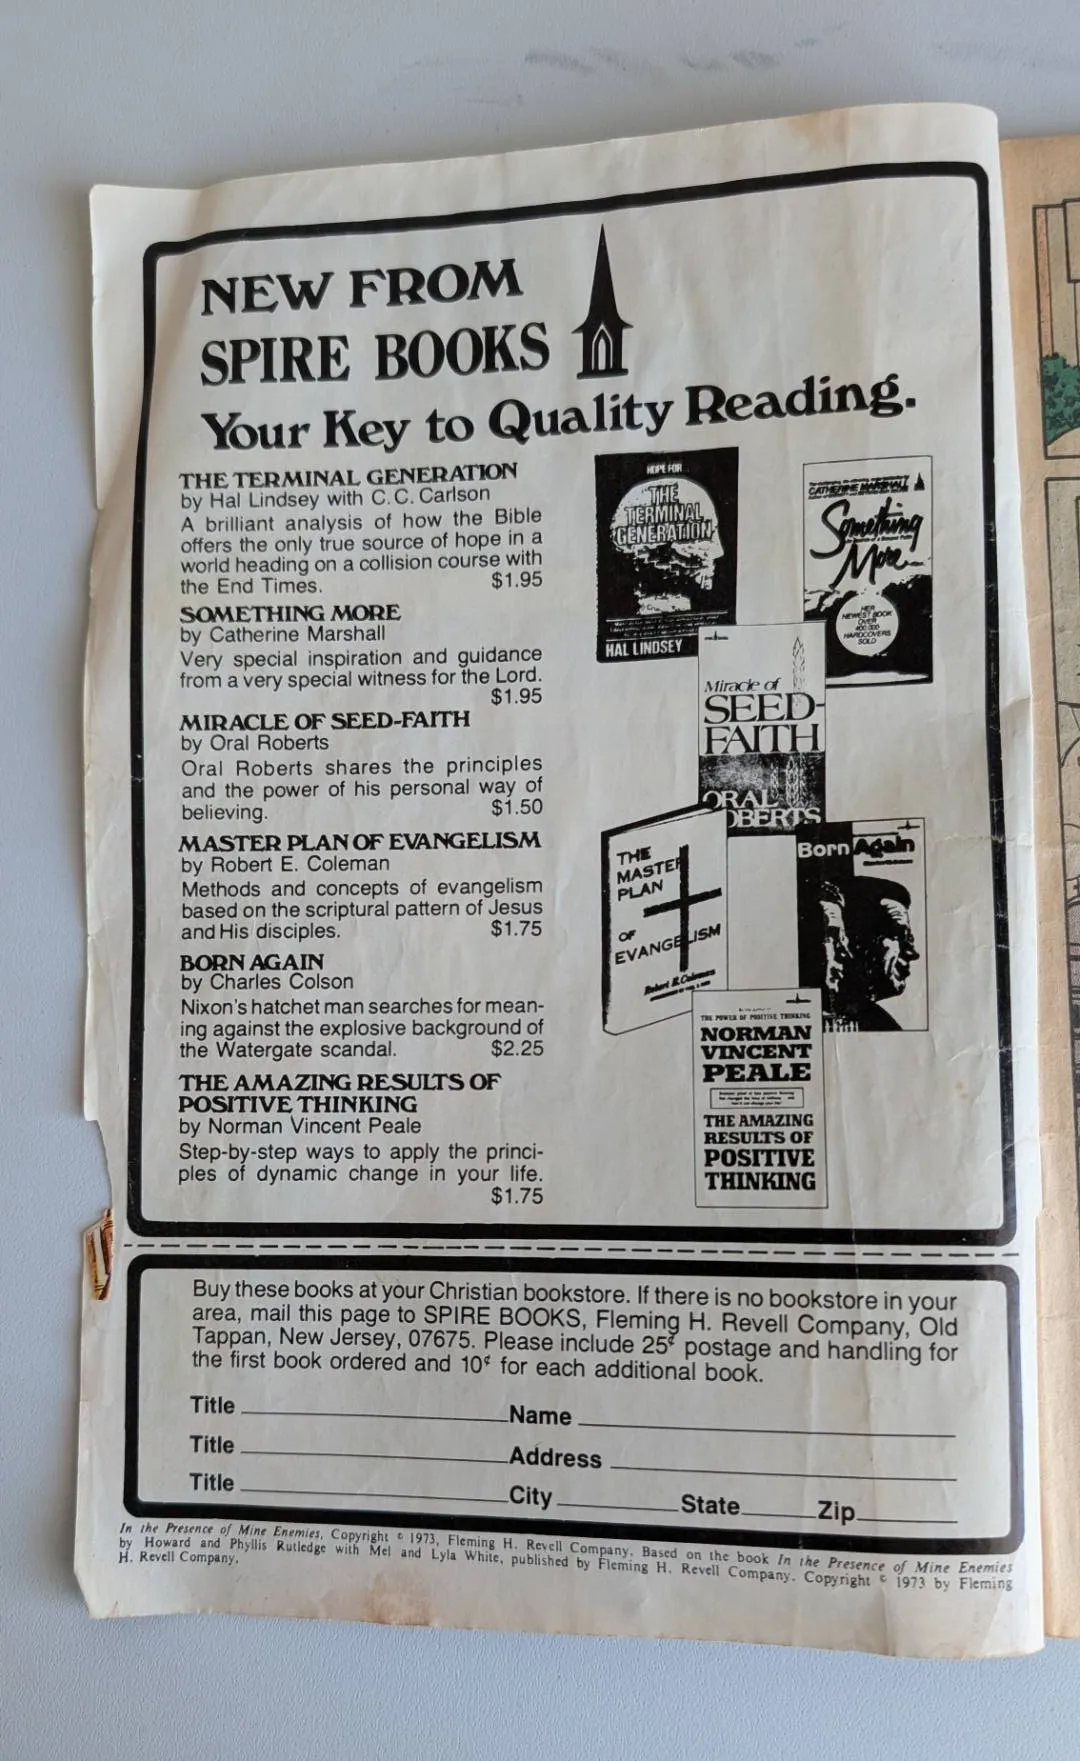 NEW FROM
SPIRE BOOKS
Your Key to Quality Reading.
THE TERMINAL GENERATION
by Hal Lindsey with C. C. Carlson
A brilliant analysis of how the Bible
offers the only true source of hope in a
world heading on a collision course with
the End Times. $1.95
SOMETHING MORE
by Catherine Marshall
Very special inspiration and guidance
from a very special witness for the Lord.
$1.95
MIRACLE OF SEED-FAITH
by Oral Roberts
Oral Roberts shares the principles
and the power of his personal way of
believing. $1.50
MASTER PLAN OF EVANGELISM
by Robert E. Coleman
Methods and concepts of evangelism
based on the scriptural pattern of Jesus
and His disciples. $1.75
BORN AGAIN
by Charles Colson
Nixon's hatchet man searches for mean-
ing against the explosive background of
the Watergate scandal. $2.25
THE AMAZING RESULTS OF
POSITIVE THINKING
by Norman Vincent Peale
Step-by-step ways to apply the princi-
ples of dynamic change in your life.
$1.75
HOPE FOR
THE
TERMINAL
GENERATION
HAL LINDSEY
CATHERINE MARSHALL
Something
More
HER
NEWEST BOOK
OVER
400,000
HARDCOVERS
SOLD
Miracle of
SEED-
FAITH
ORAL
ROBERTS
THE
MASTER
PLAN
OF
EVANGELISM
Robert E. Coleman
Born Again
THE POWER OF POSITIVE THINKING
NORMAN
VINCENT
PEALE
THE AMAZING
RESULTS OF
POSITIVE
THINKING
Buy these books at your Christian bookstore. If there is no bookstore in your
area, mail this page to SPIRE BOOKS, Fleming H. Revell Company, Old
Tappan, New Jersey, 07675. Please include 25¢ postage and handling for
the first book ordered and 10¢ for each additional book.
Title Name
Title Address
Title City State Zip
In the Presence of Mine Enemies, Copyright © 1973, Fleming H. Revell Company. Based on the book In the Presence of Mine Enemies
by Howard and Phyllis Rutledge with Mel and Lyla White, published by Fleming H. Revell Company. Copyright © 1973 by Fleming
H. Revell Company.